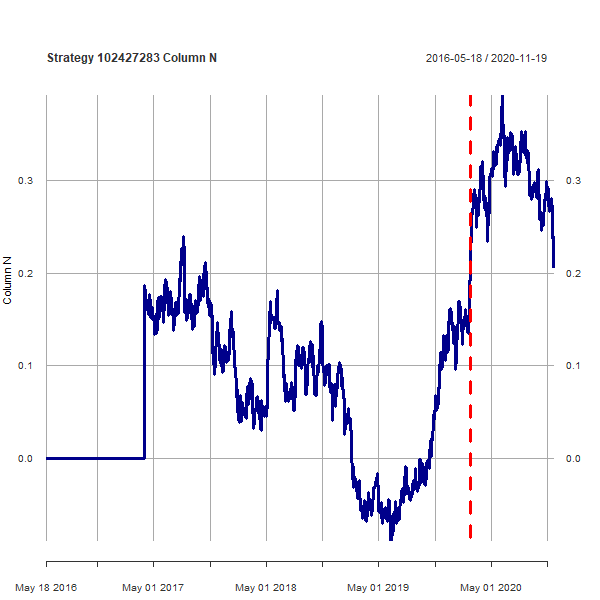 Strategy 102427283 Column N
2016-05-18 / 2020-11-19
Column N
0.3
0.3
0.2
0.2
0.1
0.1
0.0
0.0
May 18 2016
May 01 2017
May 01 2018
May 01 2019
May 01 2020